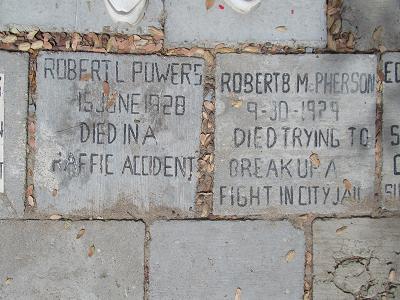 ROBERT L POWERS
15 JUNE 1928
DIED IN A
TRAFFIC ACCIDENT
ROBERT B McPHERSON
9-30-1929
DIED TRYING TO
BREAK UP A
FIGHT IN CITY JAIL